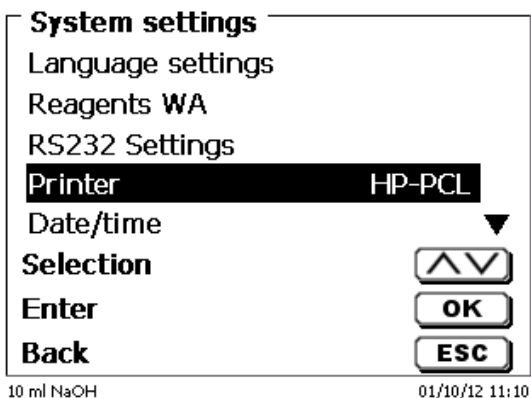 System settings
Language settings
Reagents WA
RS232 Settings
Printer HP-PCL
Date/time
Selection
Enter OK
Back ESC
10 ml NaOH 01/10/12 11:10